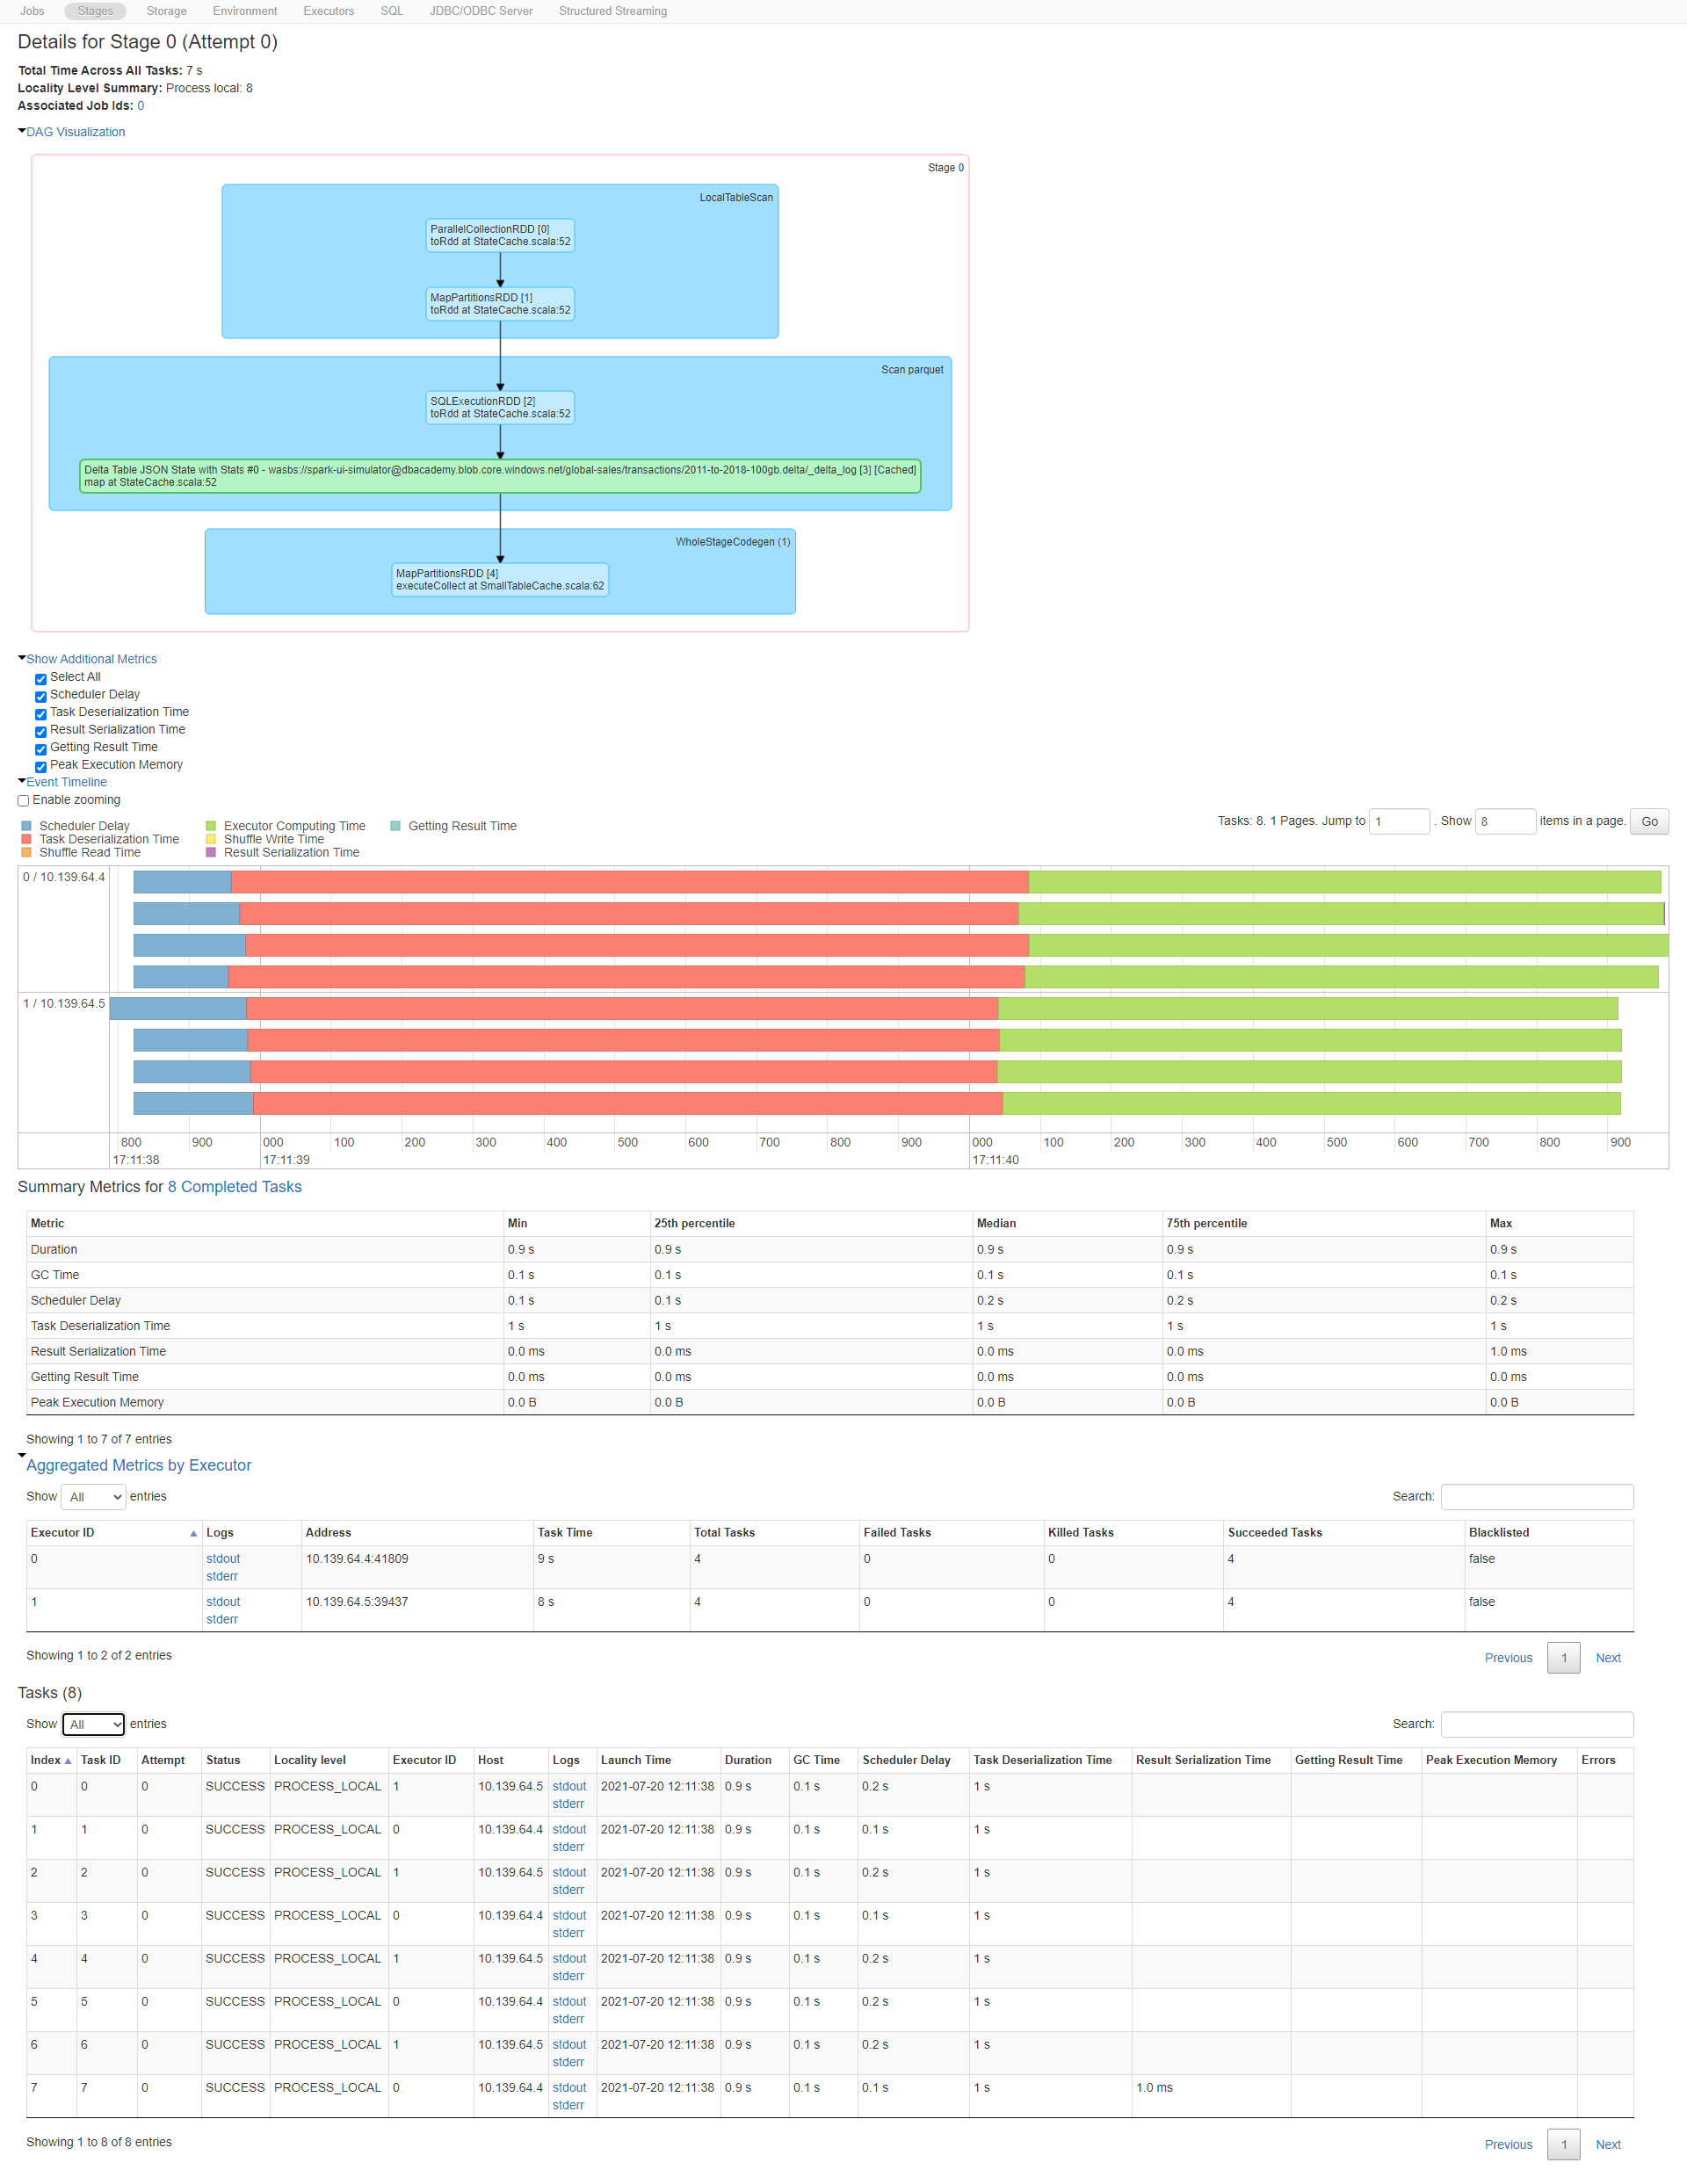 Jobs Stages Storage Environment Executors SQL JDBC/ODBC Server Structured Streaming
Details for Stage 0 (Attempt 0)
Total Time Across All Tasks: 7 s
Locality Level Summary: Process local: 8
Associated Job Ids: 0
DAG Visualization
Stage 0
LocalTableScan
ParallelCollectionRDD [0]
toRdd at StateCache.scala:52
MapPartitionsRDD [1]
toRdd at StateCache.scala:52
Scan parquet
SQLExecutionRDD [2]
toRdd at StateCache.scala:52
Delta Table JSON State with Stats #0 - wasbs://spark-ui-simulator@dbacademy.blob.core.windows.net/global-sales/transactions/2011-to-2018-100gb.delta/_delta_log [3] [Cached]
map at StateCache.scala:52
WholeStageCodegen (1)
MapPartitionsRDD [4]
executeCollect at SmallTableCache.scala:62
Show Additional Metrics
Select All
Scheduler Delay
Task Deserialization Time
Result Serialization Time
Getting Result Time
Peak Execution Memory
Event Timeline
Enable zooming
Tasks: 8. 1 Pages. Jump to 1 . Show 8 items in a page. Go
Scheduler Delay Executor Computing Time Getting Result Time
Task Deserialization Time Shuffle Write Time
Shuffle Read Time Result Serialization Time
0 / 10.139.64.4
1 / 10.139.64.5
800 900 000 100 200 300 400 500 600 700 800 900 000 100 200 300 400 500 600 700 800 900
17:11:38 17:11:39 17:11:40
Summary Metrics for 8 Completed Tasks
Metric Min 25th percentile Median 75th percentile Max
Duration 0.9 s 0.9 s 0.9 s 0.9 s 0.9 s
GC Time 0.1 s 0.1 s 0.1 s 0.1 s 0.1 s
Scheduler Delay 0.1 s 0.1 s 0.2 s 0.2 s 0.2 s
Task Deserialization Time 1 s 1 s 1 s 1 s 1 s
Result Serialization Time 0.0 ms 0.0 ms 0.0 ms 0.0 ms 1.0 ms
Getting Result Time 0.0 ms 0.0 ms 0.0 ms 0.0 ms 0.0 ms
Peak Execution Memory 0.0 B 0.0 B 0.0 B 0.0 B 0.0 B
Showing 1 to 7 of 7 entries
Aggregated Metrics by Executor
Show All entries Search:
Executor ID Logs Address Task Time Total Tasks Failed Tasks Killed Tasks Succeeded Tasks Blacklisted
0 stdout 10.139.64.4:41809 9 s 4 0 0 4 false
stderr
1 stdout 10.139.64.5:39437 8 s 4 0 0 4 false
stderr
Showing 1 to 2 of 2 entries Previous 1 Next
Tasks (8)
Show All entries Search:
Index Task ID Attempt Status Locality level Executor ID Host Logs Launch Time Duration GC Time Scheduler Delay Task Deserialization Time Result Serialization Time Getting Result Time Peak Execution Memory Errors
0 0 0 SUCCESS PROCESS_LOCAL 1 10.139.64.5 stdout 2021-07-20 12:11:38 0.9 s 0.1 s 0.2 s 1 s
stderr
1 1 0 SUCCESS PROCESS_LOCAL 0 10.139.64.4 stdout 2021-07-20 12:11:38 0.9 s 0.1 s 0.1 s 1 s
stderr
2 2 0 SUCCESS PROCESS_LOCAL 1 10.139.64.5 stdout 2021-07-20 12:11:38 0.9 s 0.1 s 0.2 s 1 s
stderr
3 3 0 SUCCESS PROCESS_LOCAL 0 10.139.64.4 stdout 2021-07-20 12:11:38 0.9 s 0.1 s 0.1 s 1 s
stderr
4 4 0 SUCCESS PROCESS_LOCAL 1 10.139.64.5 stdout 2021-07-20 12:11:38 0.9 s 0.1 s 0.2 s 1 s
stderr
5 5 0 SUCCESS PROCESS_LOCAL 0 10.139.64.4 stdout 2021-07-20 12:11:38 0.9 s 0.1 s 0.2 s 1 s
stderr
6 6 0 SUCCESS PROCESS_LOCAL 1 10.139.64.5 stdout 2021-07-20 12:11:38 0.9 s 0.1 s 0.2 s 1 s
stderr
7 7 0 SUCCESS PROCESS_LOCAL 0 10.139.64.4 stdout 2021-07-20 12:11:38 0.9 s 0.1 s 0.1 s 1 s 1.0 ms
stderr
Showing 1 to 8 of 8 entries Previous 1 Next